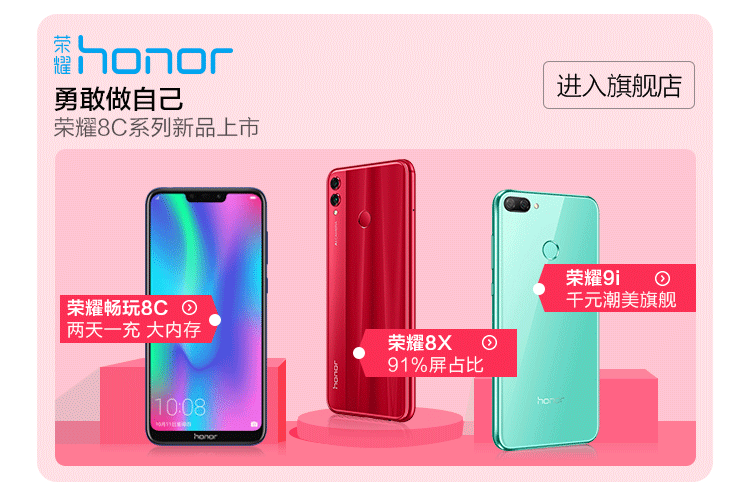 荣耀 honor
勇敢做自己
荣耀8C系列新品上市
进入旗舰店
荣耀畅玩8C
两天一充 大内存
荣耀8X
91%屏占比
荣耀9i
千元潮美旗舰
10:08
honor
honor
honor